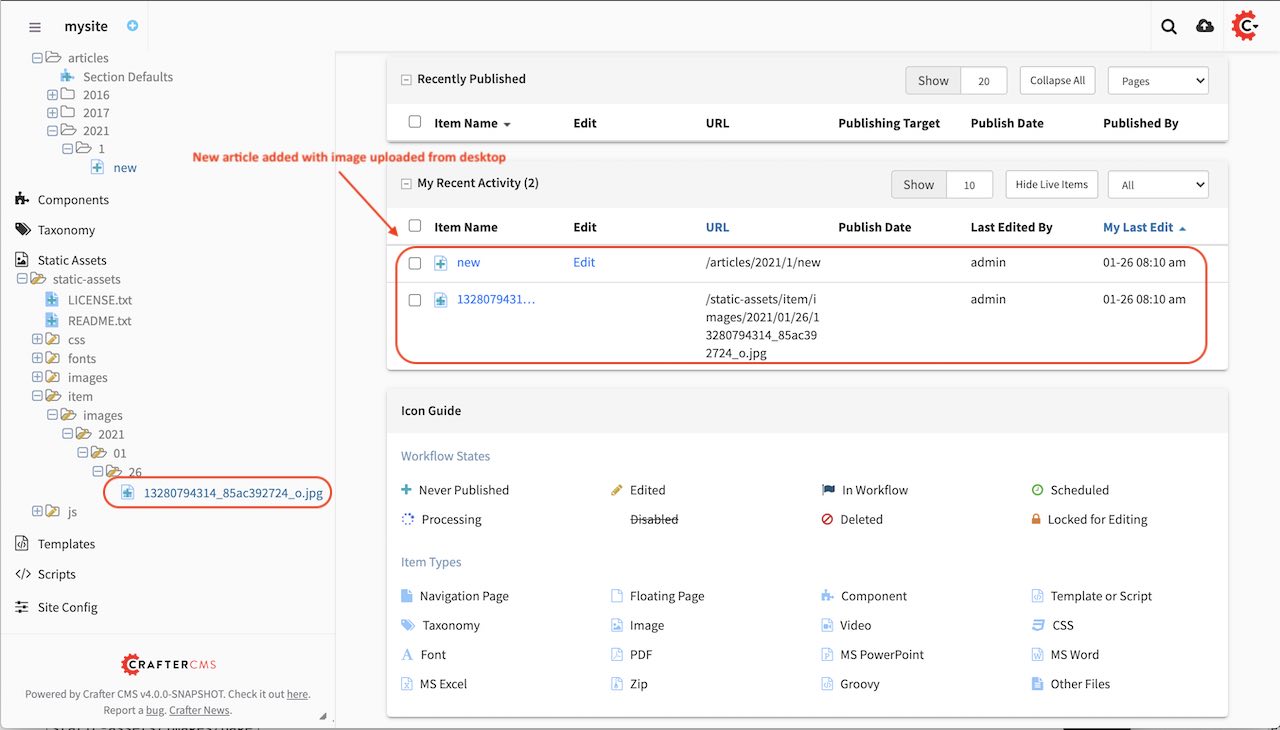 mysite
articles
Section Defaults
2016
2017
2021
1
new
Components
Taxonomy
Static Assets
static-assets
LICENSE.txt
README.txt
css
fonts
images
item
images
2021
01
26
13280794314_85ac392724_o.jpg
js
Templates
Scripts
Site Config
CRAFTERCMS
Powered by Crafter CMS v4.0.0-SNAPSHOT. Check it out here.
Report a bug. Crafter News.
Recently Published Show 20 Collapse All Pages
Item Name Edit URL Publishing Target Publish Date Published By
New article added with image uploaded from desktop
My Recent Activity (2) Show 10 Hide Live Items All
Item Name Edit URL Publish Date Last Edited By My Last Edit
new Edit /articles/2021/1/new admin 01-26 08:10 am
1328079431... /static-assets/item/i admin 01-26 08:10 am
mages/2021/01/26/1
3280794314_85ac39
2724_o.jpg
Icon Guide
Workflow States
Never Published Edited In Workflow Scheduled
Processing Disabled Deleted Locked for Editing
Item Types
Navigation Page Floating Page Component Template or Script
Taxonomy Image Video CSS
Font PDF MS PowerPoint MS Word
MS Excel Zip Groovy Other Files